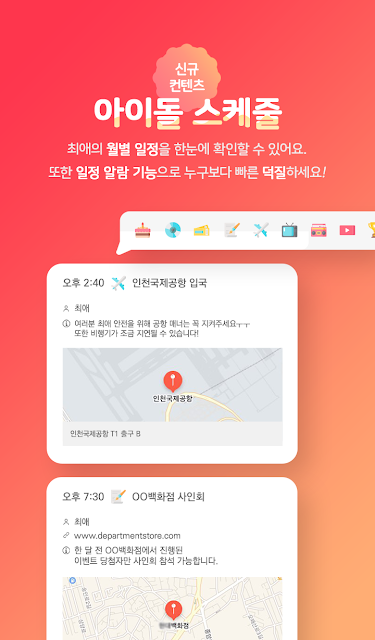 신규
컨텐츠
아이돌 스케줄
최애의 월별 일정을 한눈에 확인할 수 있어요.
또한 일정 알람 기능으로 누구보다 빠른 덕질하세요!
오후 2:40 인천국제공항 입국
최애
여러분 최애 안전을 위해 공항 매너는 꼭 지켜주세요ㅜㅜ
또한 비행기가 조금 지연될 수 있습니다!
인천국제공항
인천국제공항 T1 출구 B
오후 7:30 OO백화점 사인회
최애
www.departmentstore.com
한 달 전 OO백화점에서 진행된
이벤트 당첨자만 사인회 참석 가능합니다.
백화점